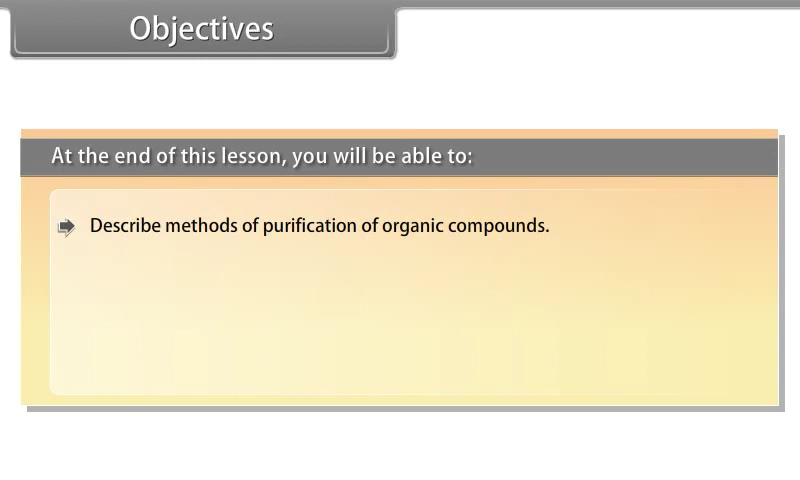 Objectives
At the end of this lesson, you will be able to:
Describe methods of purification of organic compounds.